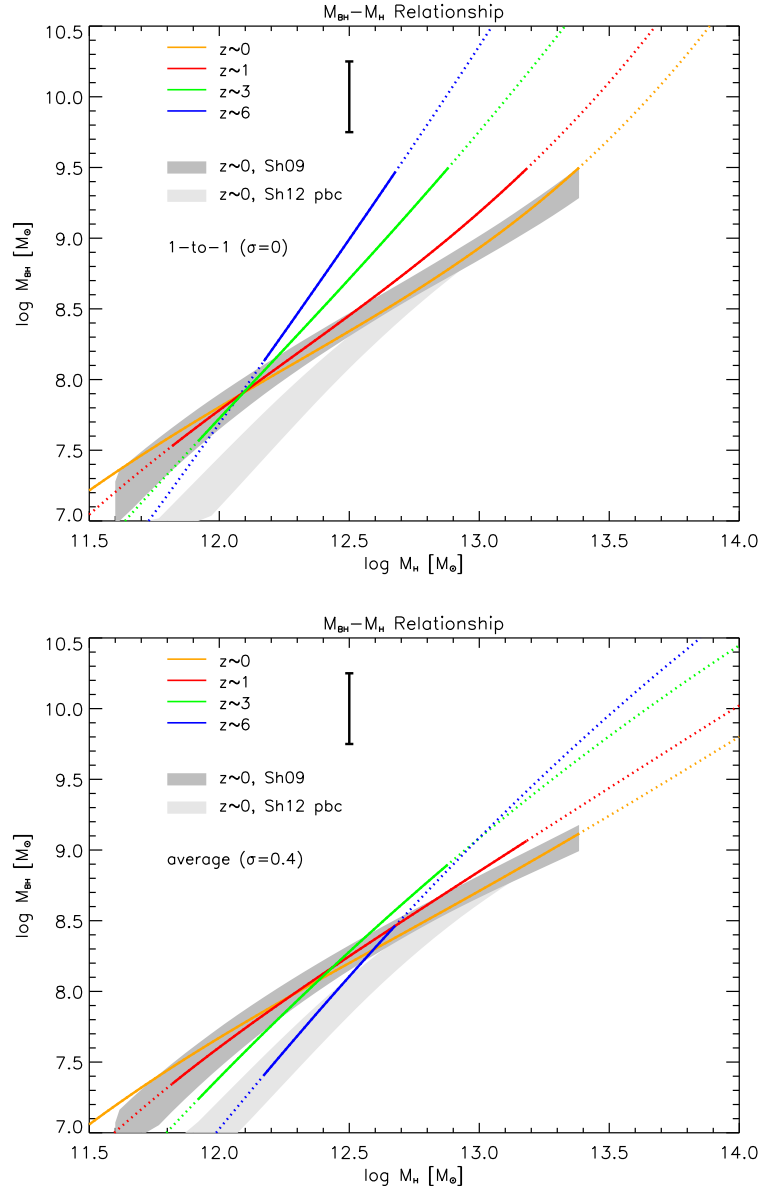 M_BH−M_H Relationship
10.5
10.0
9.5
9.0
8.5
8.0
7.5
7.0
log M_BH [M_⊙]
z~0
z~1
z~3
z~6
z~0, Sh09
z~0, Sh12 pbc
1−to−1 (σ=0)
11.5 12.0 12.5 13.0 13.5 14.0
log M_H [M_⊙]
M_BH−M_H Relationship
10.5
10.0
9.5
9.0
8.5
8.0
7.5
7.0
log M_BH [M_⊙]
z~0
z~1
z~3
z~6
z~0, Sh09
z~0, Sh12 pbc
average (σ=0.4)
11.5 12.0 12.5 13.0 13.5 14.0
log M_H [M_⊙]